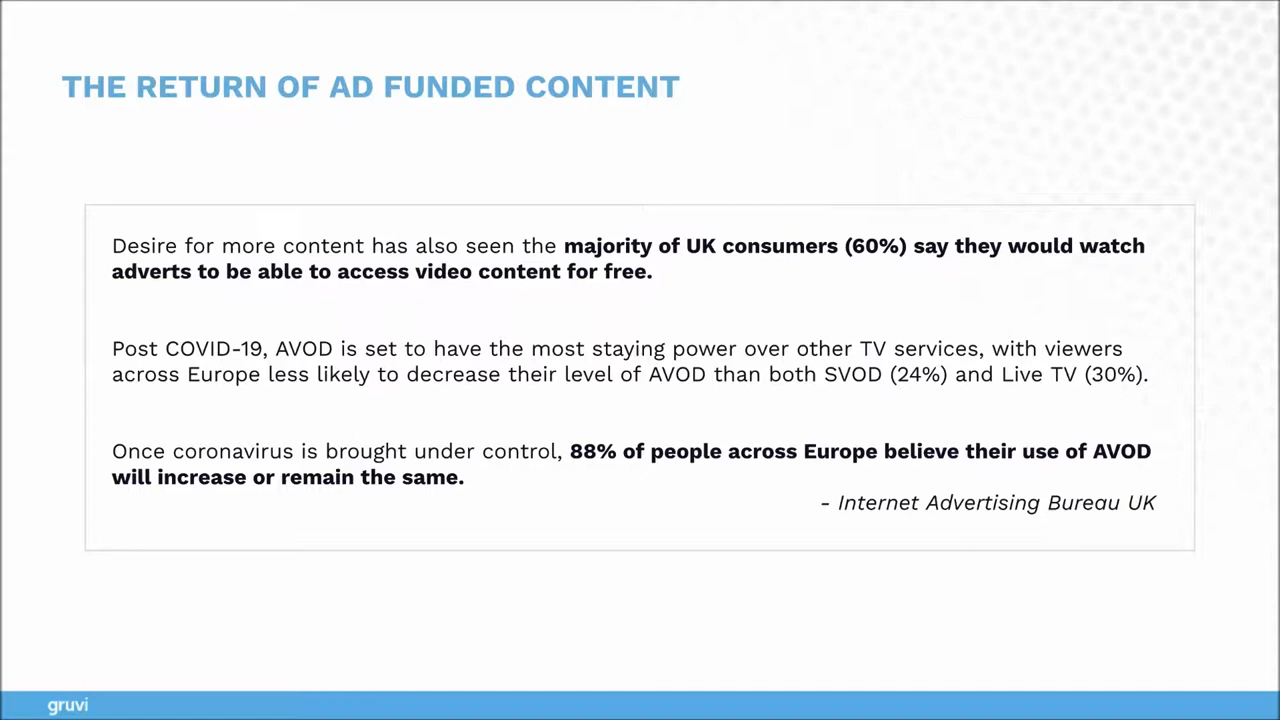 THE RETURN OF AD FUNDED CONTENT
Desire for more content has also seen the majority of UK consumers (60%) say they would watch
adverts to be able to access video content for free.
Post COVID-19, AVOD is set to have the most staying power over other TV services, with viewers
across Europe less likely to decrease their level of AVOD than both SVOD (24%) and Live TV (30%).
Once coronavirus is brought under control, 88% of people across Europe believe their use of AVOD
will increase or remain the same.
- Internet Advertising Bureau UK
gruvi